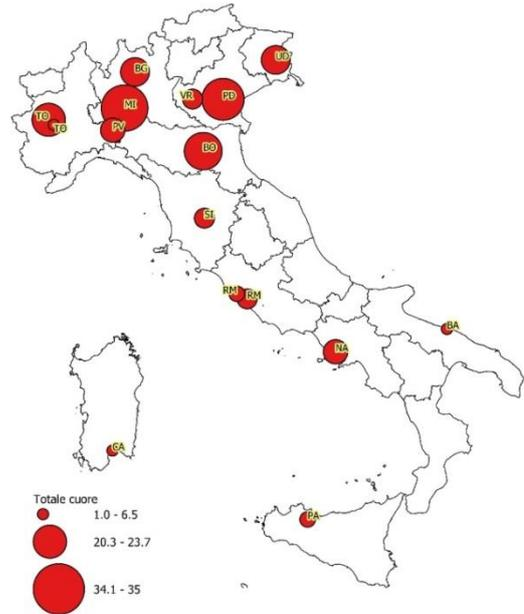 UD
BG
VR
PD
MI
TO
TO
PV
BO
SI
RM
RM
BA
NA
CA
PA
Totale cuore
1.0 - 6.5
20.3 - 23.7
34.1 - 35